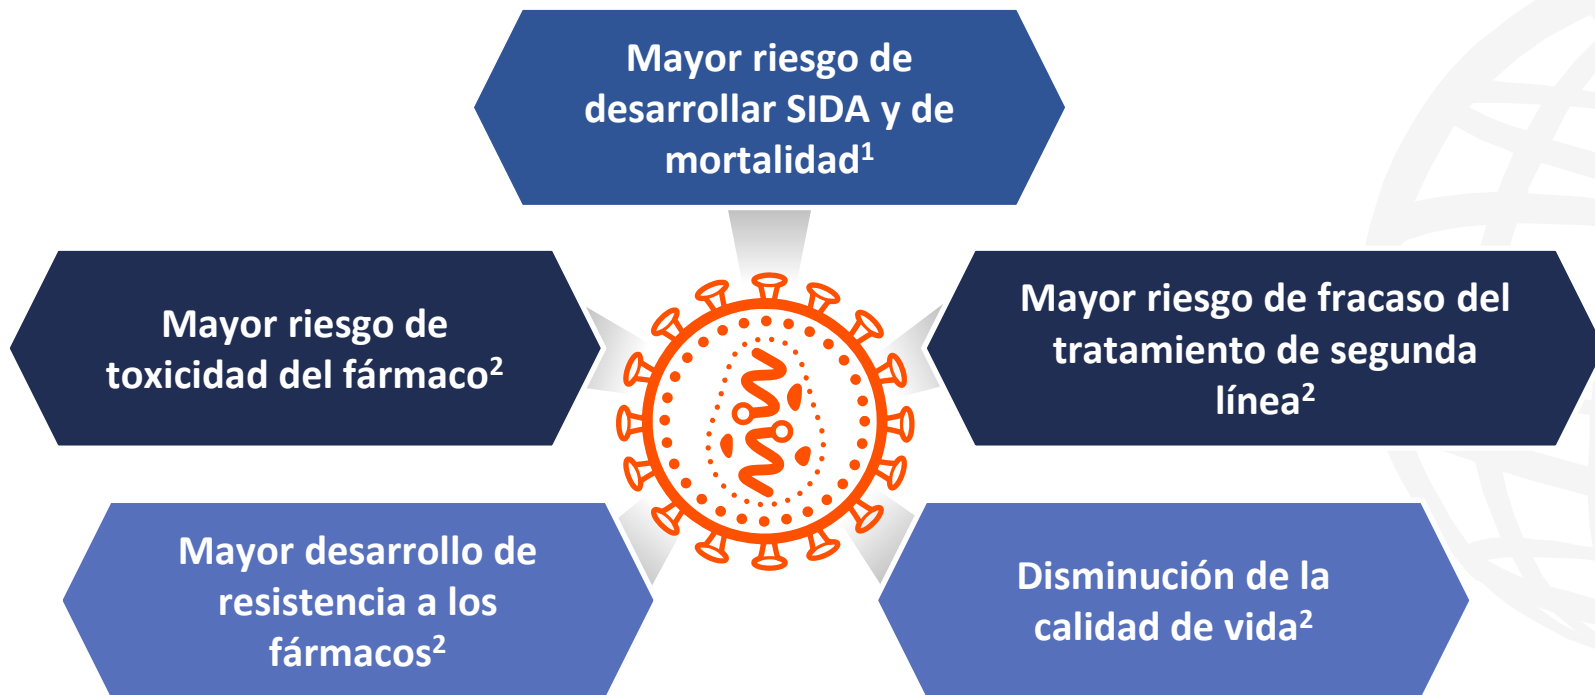 Mayor riesgo de
desarrollar SIDA y de
mortalidad¹
Mayor riesgo de
toxicidad del fármaco²
Mayor riesgo de fracaso del
tratamiento de segunda
línea²
Mayor desarrollo de
resistencia a los
fármacos²
Disminución de la
calidad de vida²